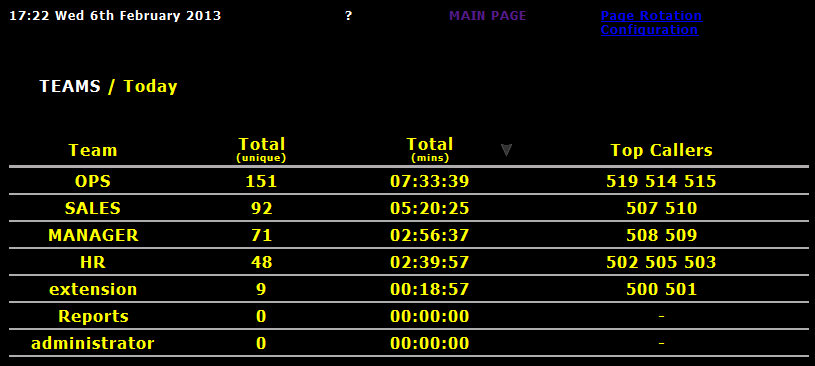 17:22 Wed 6th February 2013 ? MAIN PAGE Page Rotation
Configuration
TEAMS / Today
Team Total (unique) Total (mins) Top Callers
OPS 151 07:33:39 519 514 515
SALES 92 05:20:25 507 510
MANAGER 71 02:56:37 508 509
HR 48 02:39:57 502 505 503
extension 9 00:18:57 500 501
Reports 0 00:00:00 -
administrator 0 00:00:00 -